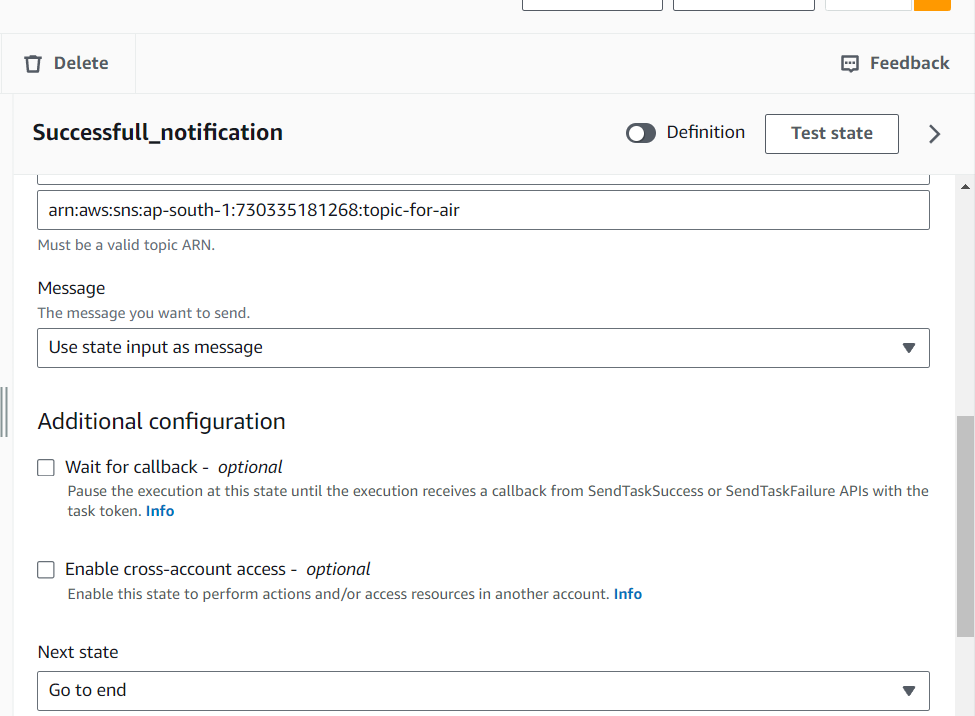 Delete
Feedback
Successfull_notification
Definition
Test state
arn:aws:sns:ap-south-1:730335181268:topic-for-air
Must be a valid topic ARN.
Message
The message you want to send.
Use state input as message
Additional configuration
Wait for callback - optional
Pause the execution at this state until the execution receives a callback from SendTaskSuccess or SendTaskFailure APIs with the
task token. Info
Enable cross-account access - optional
Enable this state to perform actions and/or access resources in another account. Info
Next state
Go to end